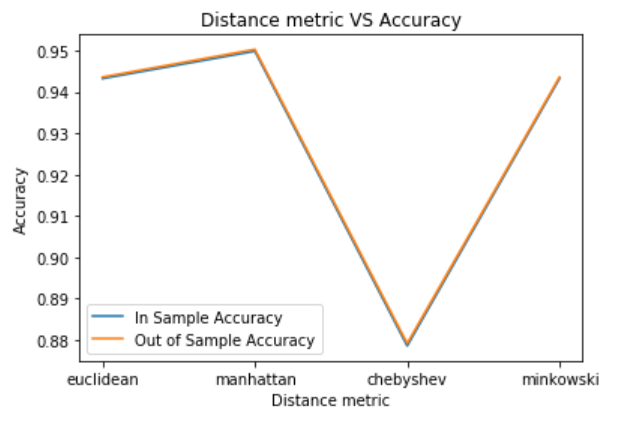 Distance metric VS Accuracy
0.95
0.94
0.93
0.92
0.91
0.90
0.89
0.88
Accuracy
In Sample Accuracy
Out of Sample Accuracy
euclidean manhattan chebyshev minkowski
Distance metric